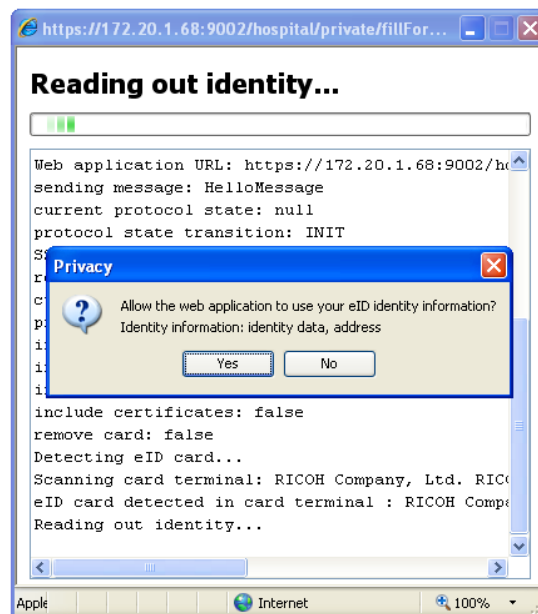 https://172.20.1.68:9002/hospital/private/fillFor...
Reading out identity...
Web application URL: https://172.20.1.68:9002/ho
sending message: HelloMessage
current protocol state: null
protocol state transition: INIT
Privacy
Allow the web application to use your eID identity information?
Identity information: identity data, address
Yes
No
include certificates: false
remove card: false
Detecting eID card...
Scanning card terminal: RICOH Company, Ltd. RICO
eID card detected in card terminal : RICOH Compa
Reading out identity...
Apple
Internet
100%